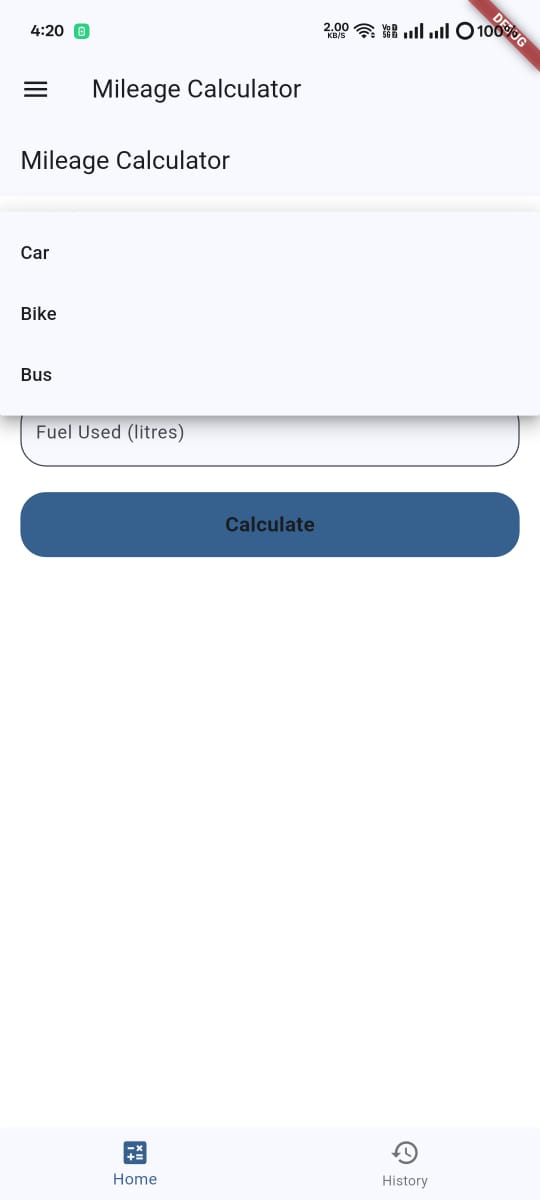 4:20
2.00
KB/S
Vo
5G
100%
DEBUG
Mileage Calculator
Mileage Calculator
Car
Bike
Bus
Fuel Used (litres)
Calculate
Home
History